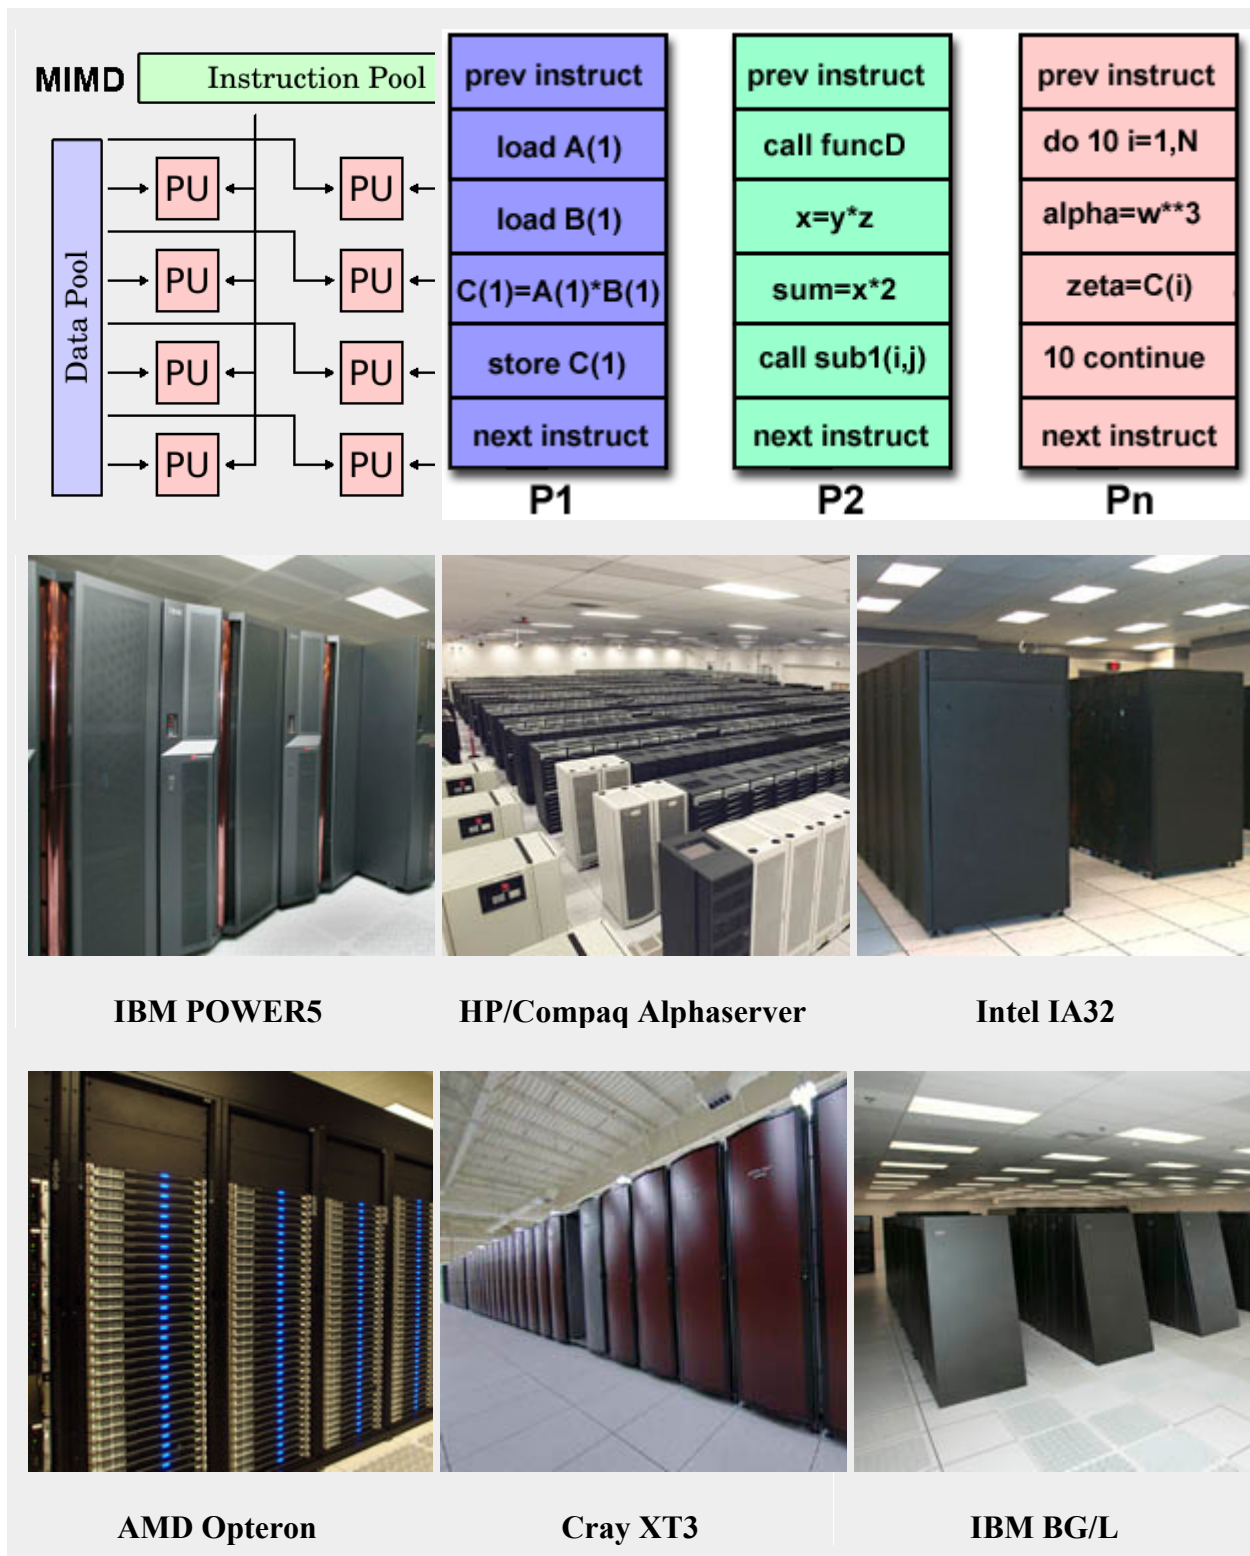 MIMD
Instruction Pool
Data Pool
PU PU
PU PU
PU PU
PU PU
prev instruct
load A(1)
load B(1)
C(1)=A(1)*B(1)
store C(1)
next instruct
P1
prev instruct
call funcD
x=y*z
sum=x*2
call sub1(i,j)
next instruct
P2
prev instruct
do 10 i=1,N
alpha=w**3
zeta=C(i)
10 continue
next instruct
Pn
IBM POWER5
HP/Compaq Alphaserver
Intel IA32
AMD Opteron
Cray XT3
IBM BG/L